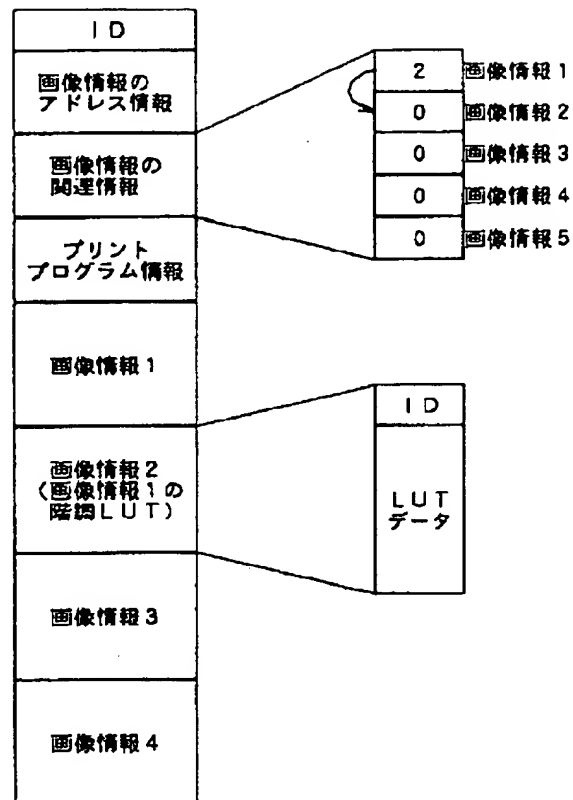 ID
画像情報の
アドレス情報
画像情報の
関連情報
プリント
プログラム情報
画像情報1
画像情報2
(画像情報1の
階調LUT)
画像情報3
画像情報4
2 画像情報1
0 画像情報2
0 画像情報3
0 画像情報4
0 画像情報5
ID
LUT
データ